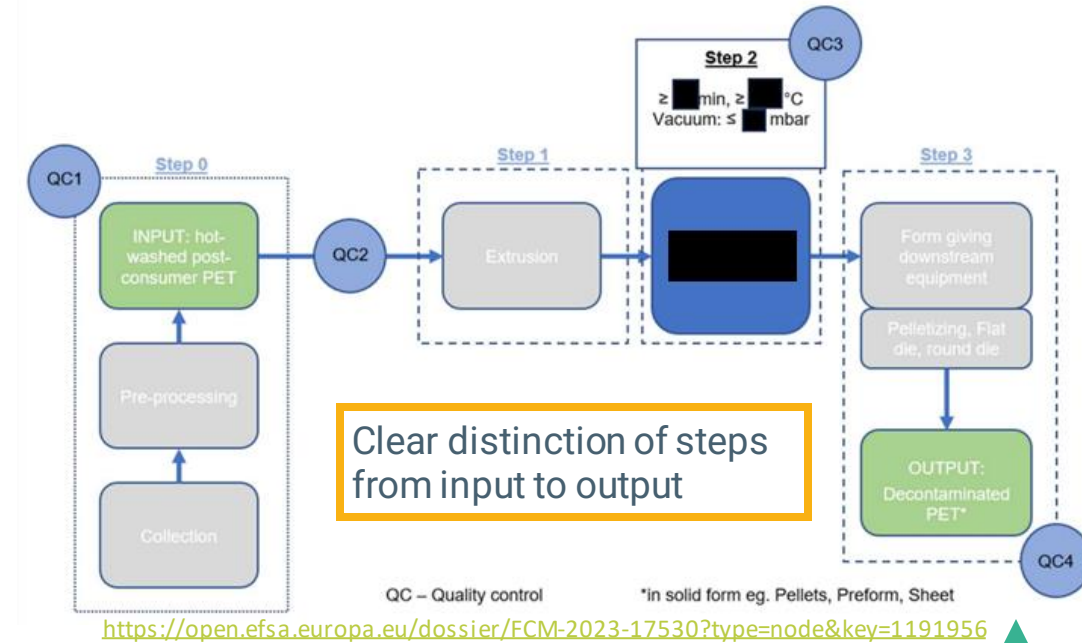 QC1
Step 0
INPUT: hot-
washed post-
consumer PET
Pre-processing
Collection
QC2
Step 1
Extrusion
QC3
Step 2
≥ min, ≥ °C
Vacuum: ≤ mbar
Step 3
Form giving
downstream
equipment
Pelletizing, Flat
die, round die
OUTPUT:
Decontaminated
PET*
QC4
Clear distinction of steps
from input to output
QC – Quality control
*in solid form eg. Pellets, Preform, Sheet
https://open.efsa.europa.eu/dossier/FCM-2023-17530?type=node&key=1191956